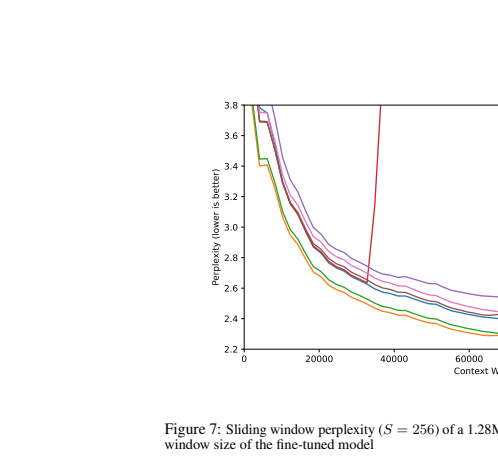 3.8
3.6
3.4
3.2
3.0
2.8
2.6
2.4
2.2
Perplexity (lower is better)
0 20000 40000 60000
Context W
Figure 7: Sliding window perplexity (S = 256) of a 1.28M
window size of the fine-tuned model